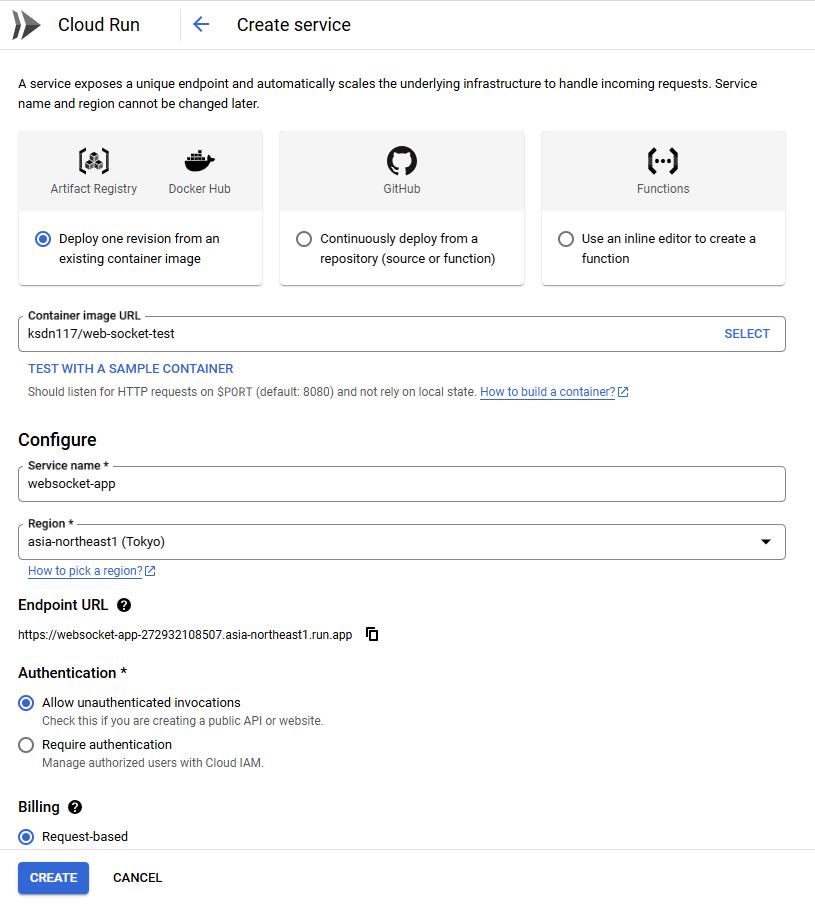 Cloud Run
Create service
A service exposes a unique endpoint and automatically scales the underlying infrastructure to handle incoming requests. Service
name and region cannot be changed later.
Artifact Registry
Docker Hub
GitHub
Functions
Deploy one revision from an
existing container image
Continuously deploy from a
repository (source or function)
Use an inline editor to create a
function
Container image URL
ksdn117/web-socket-test
SELECT
TEST WITH A SAMPLE CONTAINER
Should listen for HTTP requests on $PORT (default: 8080) and not rely on local state. How to build a container?
Configure
Service name *
websocket-app
Region *
asia-northeast1 (Tokyo)
How to pick a region?
Endpoint URL
https://websocket-app-272932108507.asia-northeast1.run.app
Authentication *
Allow unauthenticated invocations
Check this if you are creating a public API or website.
Require authentication
Manage authorized users with Cloud IAM.
Billing
Request-based
CREATE
CANCEL